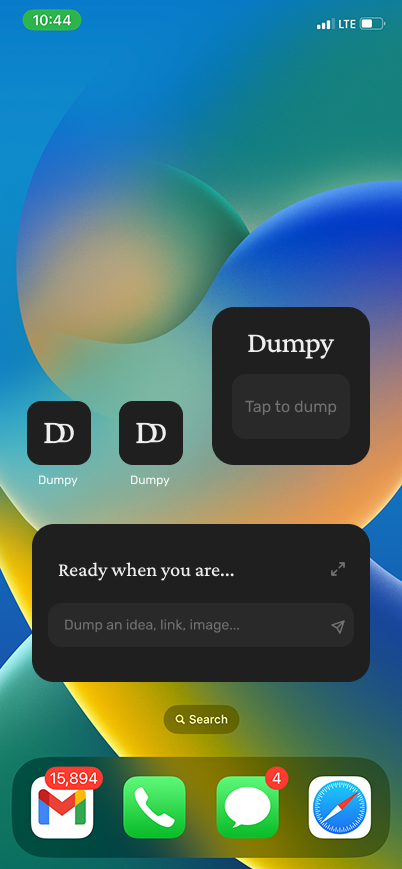 10:44
LTE
Dumpy
Tap to dump
DD
DD
Dumpy
Dumpy
Ready when you are...
Dump an idea, link, image...
Search
15,894
4